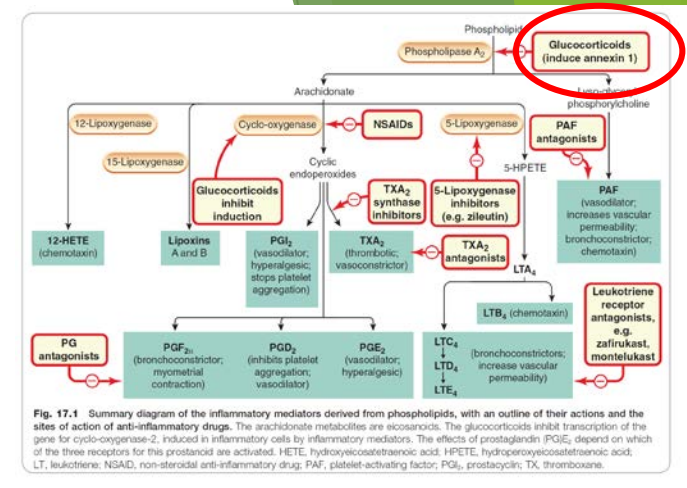 Phospholipid
Phospholipase A2
Glucocorticoids
(induce annexin 1)
Arachidonate
Lyso-glyceryl-
phosphorylcholine
12-Lipoxygenase
Cyclo-oxygenase
NSAIDs
5-Lipoxygenase
PAF
antagonists
15-Lipoxygenase
Cyclic
endoperoxides
5-HPETE
Glucocorticoids
inhibit
induction
TXA2
synthase
inhibitors
5-Lipoxygenase
inhibitors
(e.g. zileutin)
PAF
(vasodilator;
increases vascular
permeability;
bronchoconstrictor;
chemotaxin)
12-HETE
(chemotaxin)
Lipoxins
A and B
PGI2
(vasodilator;
hyperalgesic;
stops platelet
aggregation)
TXA2
(thrombotic;
vasoconstrictor)
TXA2
antagonists
LTA4
LTB4 (chemotaxin)
Leukotriene
receptor
antagonists,
e.g.
zafirukast,
montelukast
PG
antagonists
PGF2α
(bronchoconstrictor;
myometrial
contraction)
PGD2
(inhibits platelet
aggregation;
vasodilator)
PGE2
(vasodilator;
hyperalgesic)
LTC4
LTD4
LTE4
(bronchoconstrictors;
increase vascular
permeability)
Fig. 17.1 Summary diagram of the inflammatory mediators derived from phospholipids, with an outline of their actions and the
sites of action of anti-inflammatory drugs. The arachidonate metabolites are eicosanoids. The glucocorticoids inhibit transcription of the
gene for cyclo-oxygenase-2, induced in inflammatory cells by inflammatory mediators. The effects of prostaglandin (PG)E2 depend on which
of the three receptors for this prostanoid are activated. HETE, hydroxyeicosatetraenoic acid; HPETE, hydroperoxyeicosatetraenoic acid;
LT, leukotriene; NSAID, non-steroidal anti-inflammatory drug; PAF, platelet-activating factor; PGI2, prostacyclin; TX, thromboxane.